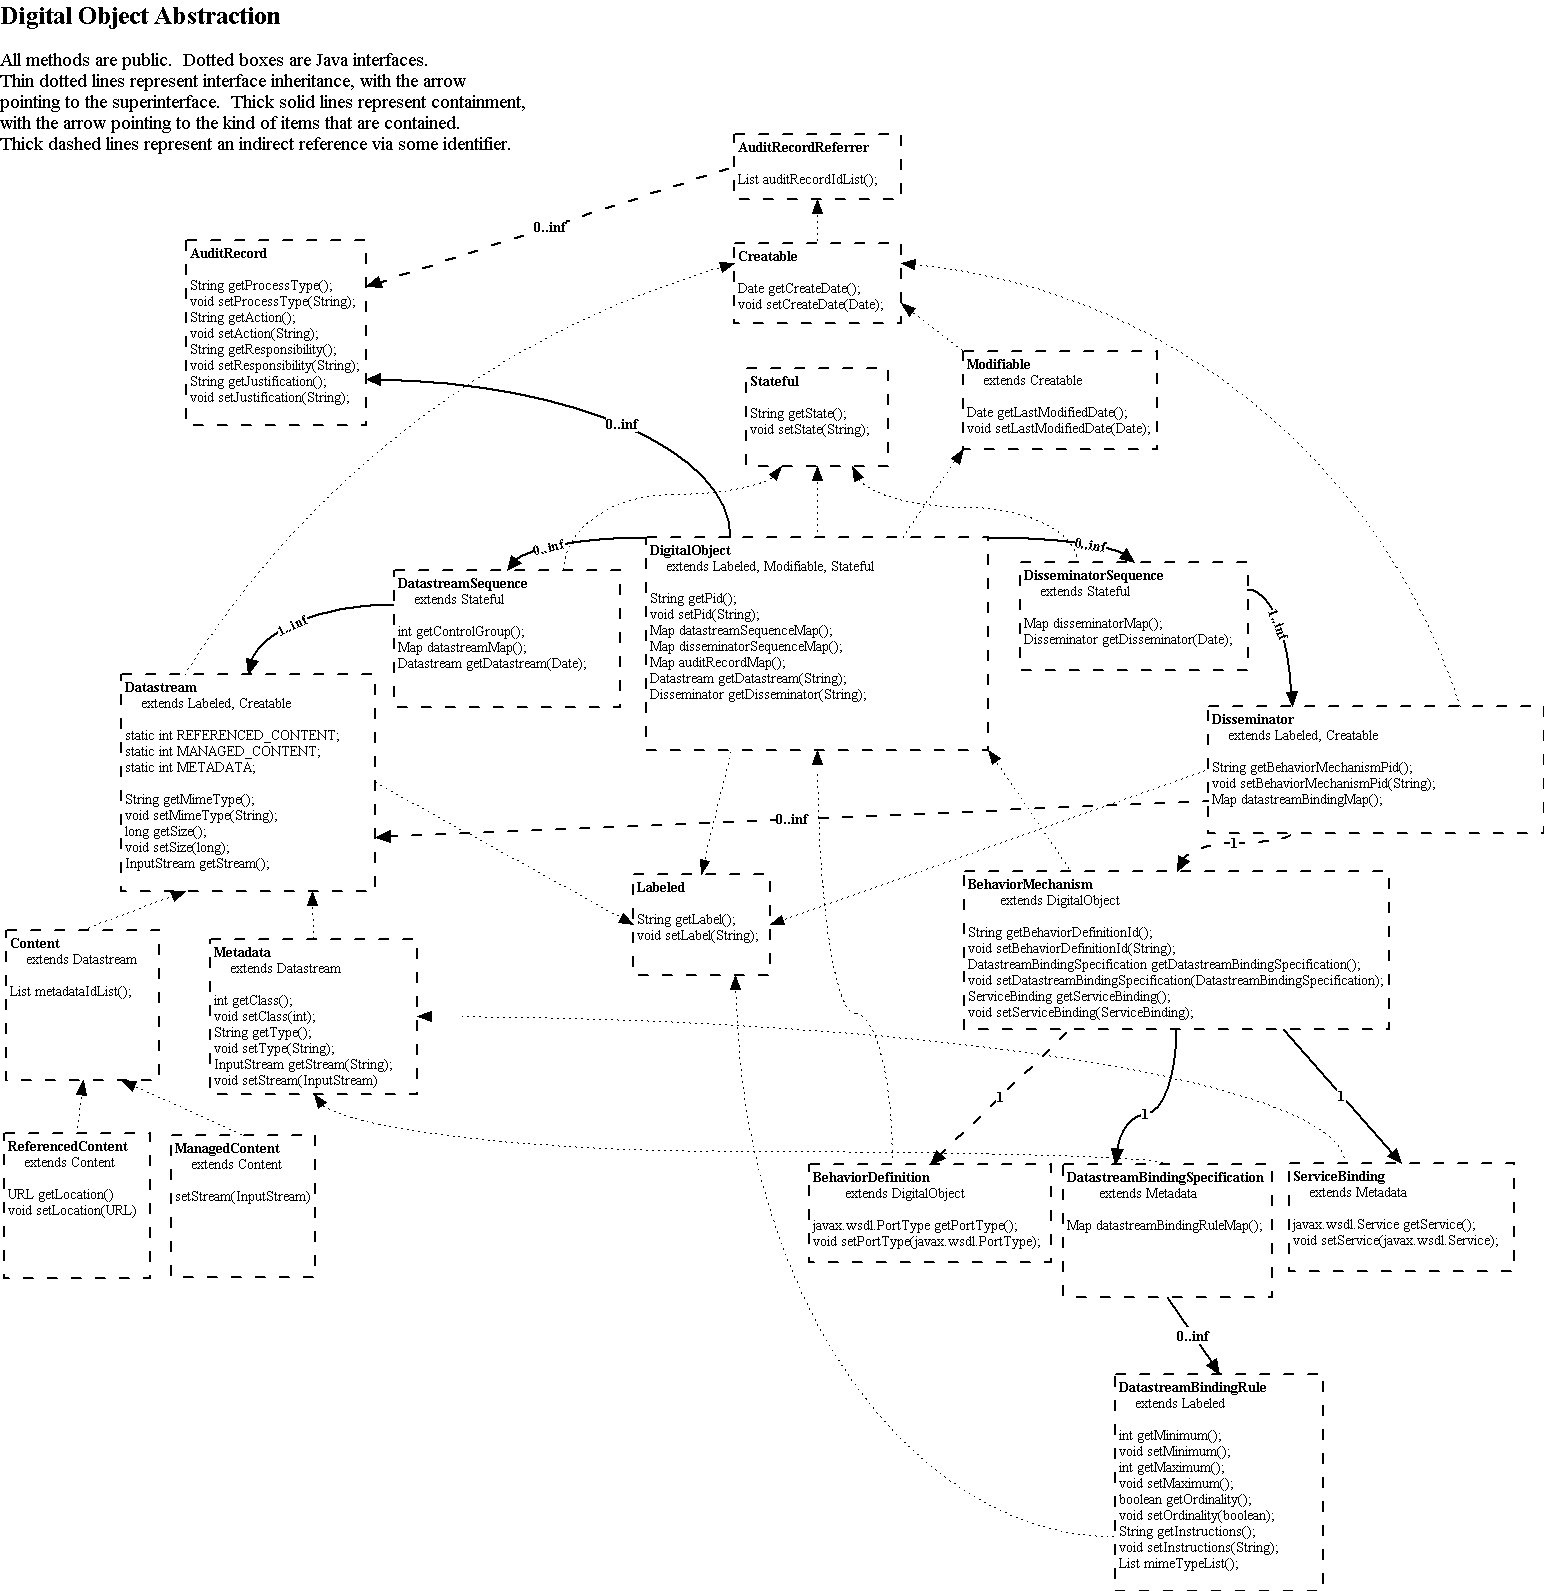 Digital Object Abstraction
All methods are public.  Dotted boxes are Java interfaces.
Thin dotted lines represent interface inheritance, with the arrow
pointing to the superinterface.  Thick solid lines represent containment,
with the arrow pointing to the kind of items that are contained.
Thick dashed lines represent an indirect reference via some identifier.
AuditRecordReferrer
List auditRecordIdList();
0..inf
AuditRecord
String getProcessType();
void setProcessType(String);
String getAction();
void setAction(String);
String getResponsibility();
void setResponsibility(String);
String getJustification();
void setJustification(String);
Creatable
Date getCreateDate();
void setCreateDate(Date);
Modifiable
extends Creatable
Date getLastModifiedDate();
void setLastModifiedDate(Date);
Stateful
String getState();
void setState(String);
0..inf
0..inf
0..inf
DigitalObject
extends Labeled, Modifiable, Stateful
String getPid();
void setPid(String);
Map datastreamSequenceMap();
Map disseminatorSequenceMap();
Map auditRecordMap();
Datastream getDatastream(String);
Disseminator getDisseminator(String);
DatastreamSequence
extends Stateful
int getControlGroup();
Map datastreamMap();
Datastream getDatastream(Date);
DisseminatorSequence
extends Stateful
Map disseminatorMap();
Disseminator getDisseminator(Date);
1..inf
1..inf
Datastream
extends Labeled, Creatable
static int REFERENCED_CONTENT;
static int MANAGED_CONTENT;
static int METADATA;
String getMimeType();
void setMimeType(String);
long getSize();
void setSize(long);
InputStream getStream();
Disseminator
extends Labeled, Creatable
String getBehaviorMechanismPid();
void setBehaviorMechanismPid(String);
Map datastreamBindingMap();
0..inf
1
Labeled
String getLabel();
void setLabel(String);
BehaviorMechanism
extends DigitalObject
String getBehaviorDefinitionId();
void setBehaviorDefinitionId(String);
DatastreamBindingSpecification getDatastreamBindingSpecification();
void setDatastreamBindingSpecification(DatastreamBindingSpecification);
ServiceBinding getServiceBinding();
void setServiceBinding(ServiceBinding);
Content
extends Datastream
List metadataIdList();
Metadata
extends Datastream
int getClass();
void setClass(int);
String getType();
void setType(String);
InputStream getStream(String);
void setStream(InputStream)
1
1
1
ReferencedContent
extends Content
URL getLocation()
void setLocation(URL)
ManagedContent
extends Content
setStream(InputStream)
BehaviorDefinition
extends DigitalObject
javax.wsdl.PortType getPortType();
void setPortType(javax.wsdl.PortType);
DatastreamBindingSpecification
extends Metadata
Map datastreamBindingRuleMap();
ServiceBinding
extends Metadata
javax.wsdl.Service getService();
void setService(javax.wsdl.Service);
0..inf
DatastreamBindingRule
extends Labeled
int getMinimum();
void setMinimum();
int getMaximum();
void setMaximum();
boolean getOrdinality();
void setOrdinality(boolean);
String getInstructions();
void setInstructions(String);
List mimeTypeList();